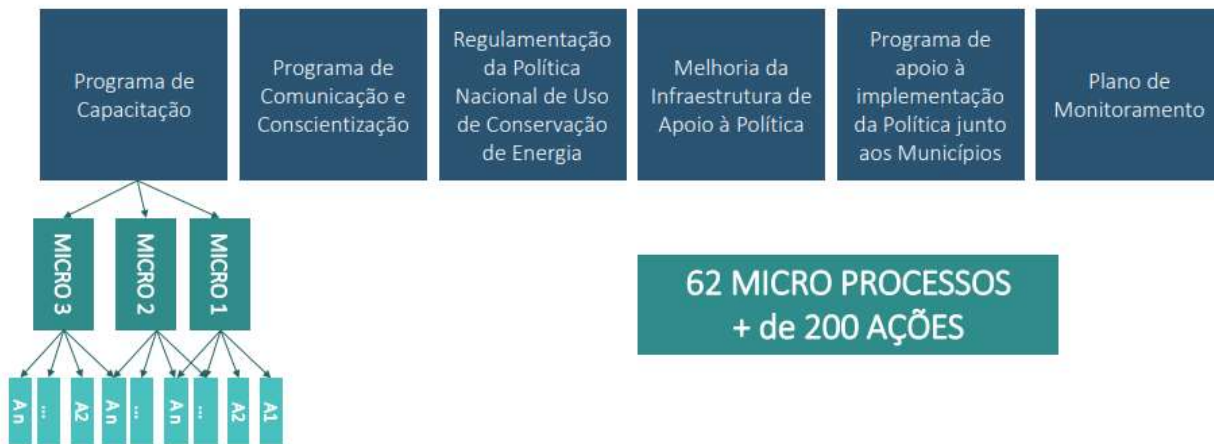 Programa de
Capacitação
Programa de
Comunicação e
Conscientização
Regulamentação
da Política
Nacional de Uso
de Conservação
de Energia
Melhoria da
Infraestrutura de
Apoio à Política
Programa de
apoio à
implementação
da Política junto
aos Municípios
Plano de
Monitoramento
MICRO 3
MICRO 2
MICRO 1
62 MICRO PROCESSOS
+ de 200 AÇÕES
A n
...
A2
A n
...
A n
...
A2
A1